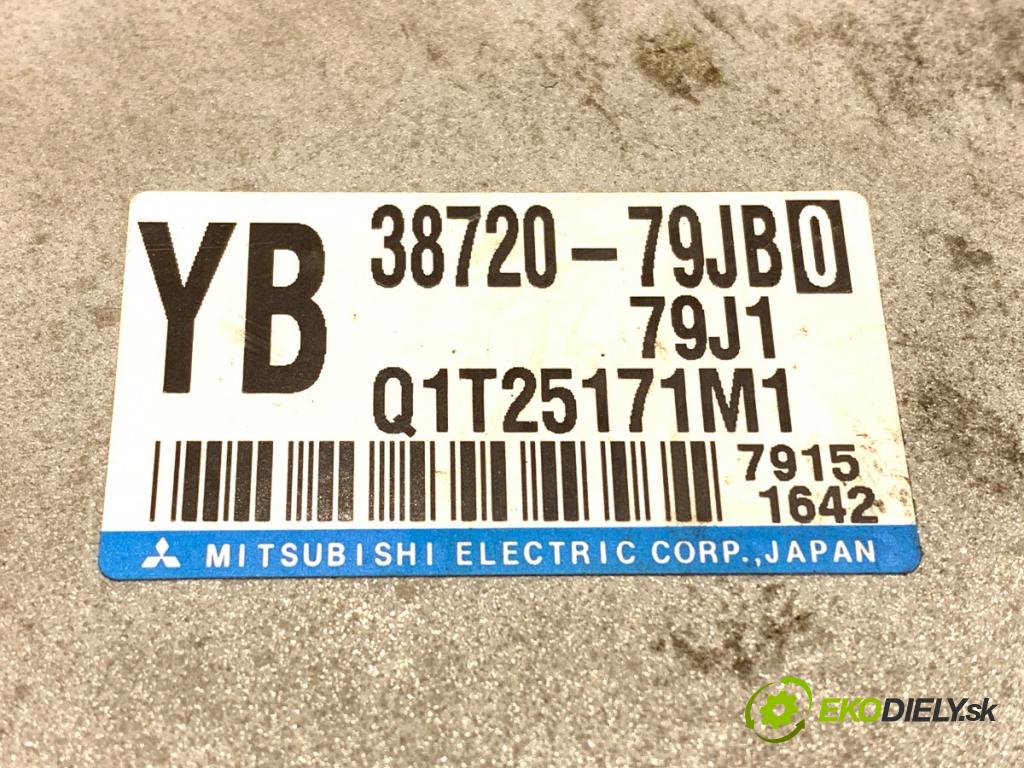 YB
38720-79JB0
79J1
Q1T25171M1
7915
1642
MITSUBISHI ELECTRIC CORP., JAPAN
EKODIELY.sk